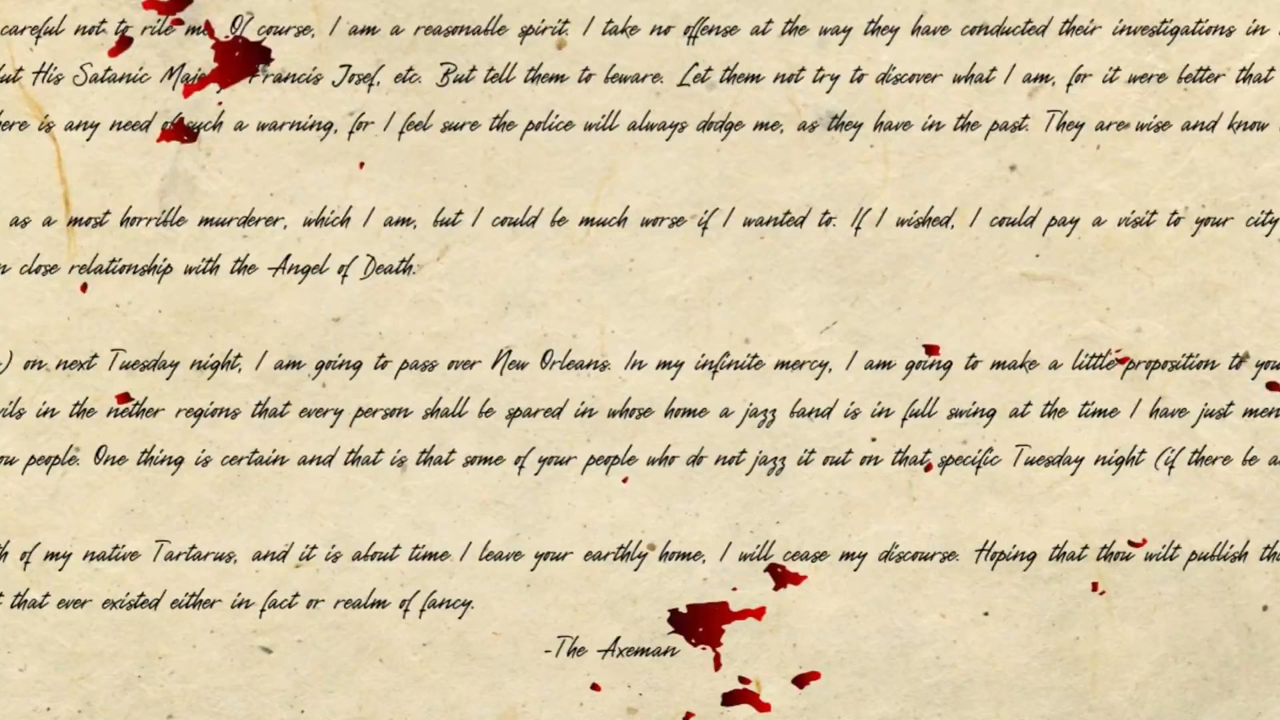 careful not to rile me. Of course, I am a reasonable spirit. I take no offense at the way they have conducted their investigations in
but His Satanic Francis Josef, etc. But tell them to beware. Let them not try to discover what I am, for it were better that
here is any need of such a warning, for I feel sure the police will always dodge me, as they have in the past. They are wise and know
as a most horrible murderer, which I am, but I could be much worse if I wanted to. If I wished, I could pay a visit to your city
close relationship with the Angel of Death.
) on next Tuesday night, I am going to pass over New Orleans. In my infinite mercy, I am going to make a little proposition to
in the nether regions that every person shall be spared in whose home a jazz band is in full swing at the time I have just
people. One thing is certain and that is that some of your people who do not jazz it out on that specific Tuesday night (if there be
of my native Tartarus, and it is about time I leave your earthly home, I will cease my discourse. Hoping that thou wilt publish
that ever existed either in fact or realm of fancy.
-The Axeman